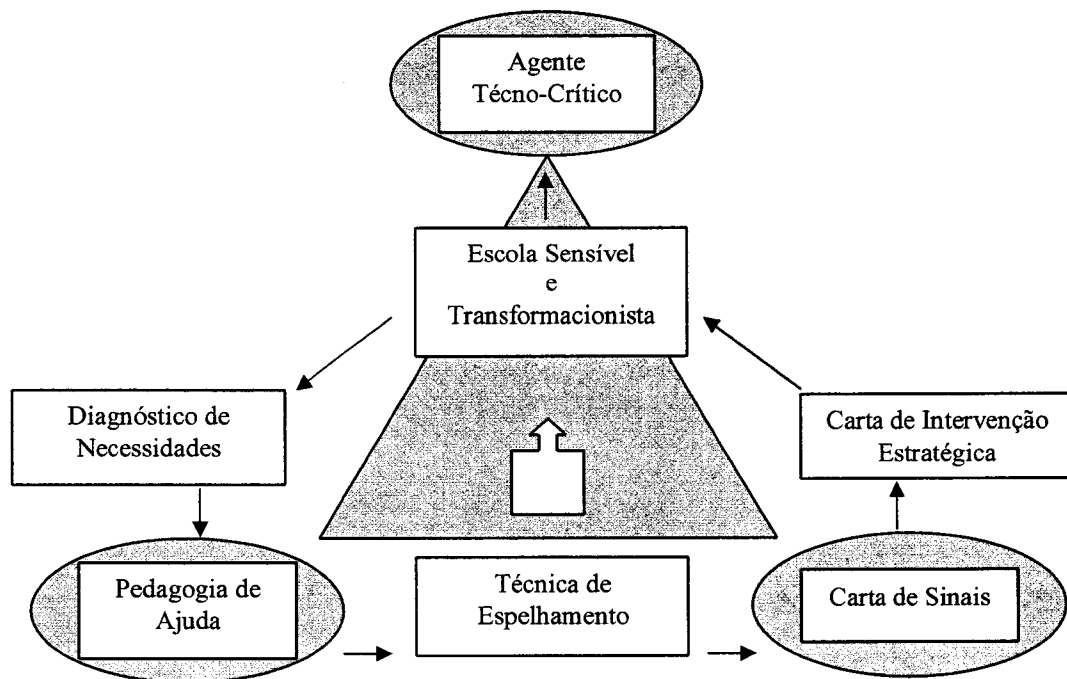 Agente
Técno-Crítico
Escola Sensível
e
Transformacionista
Diagnóstico de
Necessidades
Carta de Intervenção
Estratégica
Pedagogia de
Ajuda
Técnica de
Espelhamento
Carta de Sinais